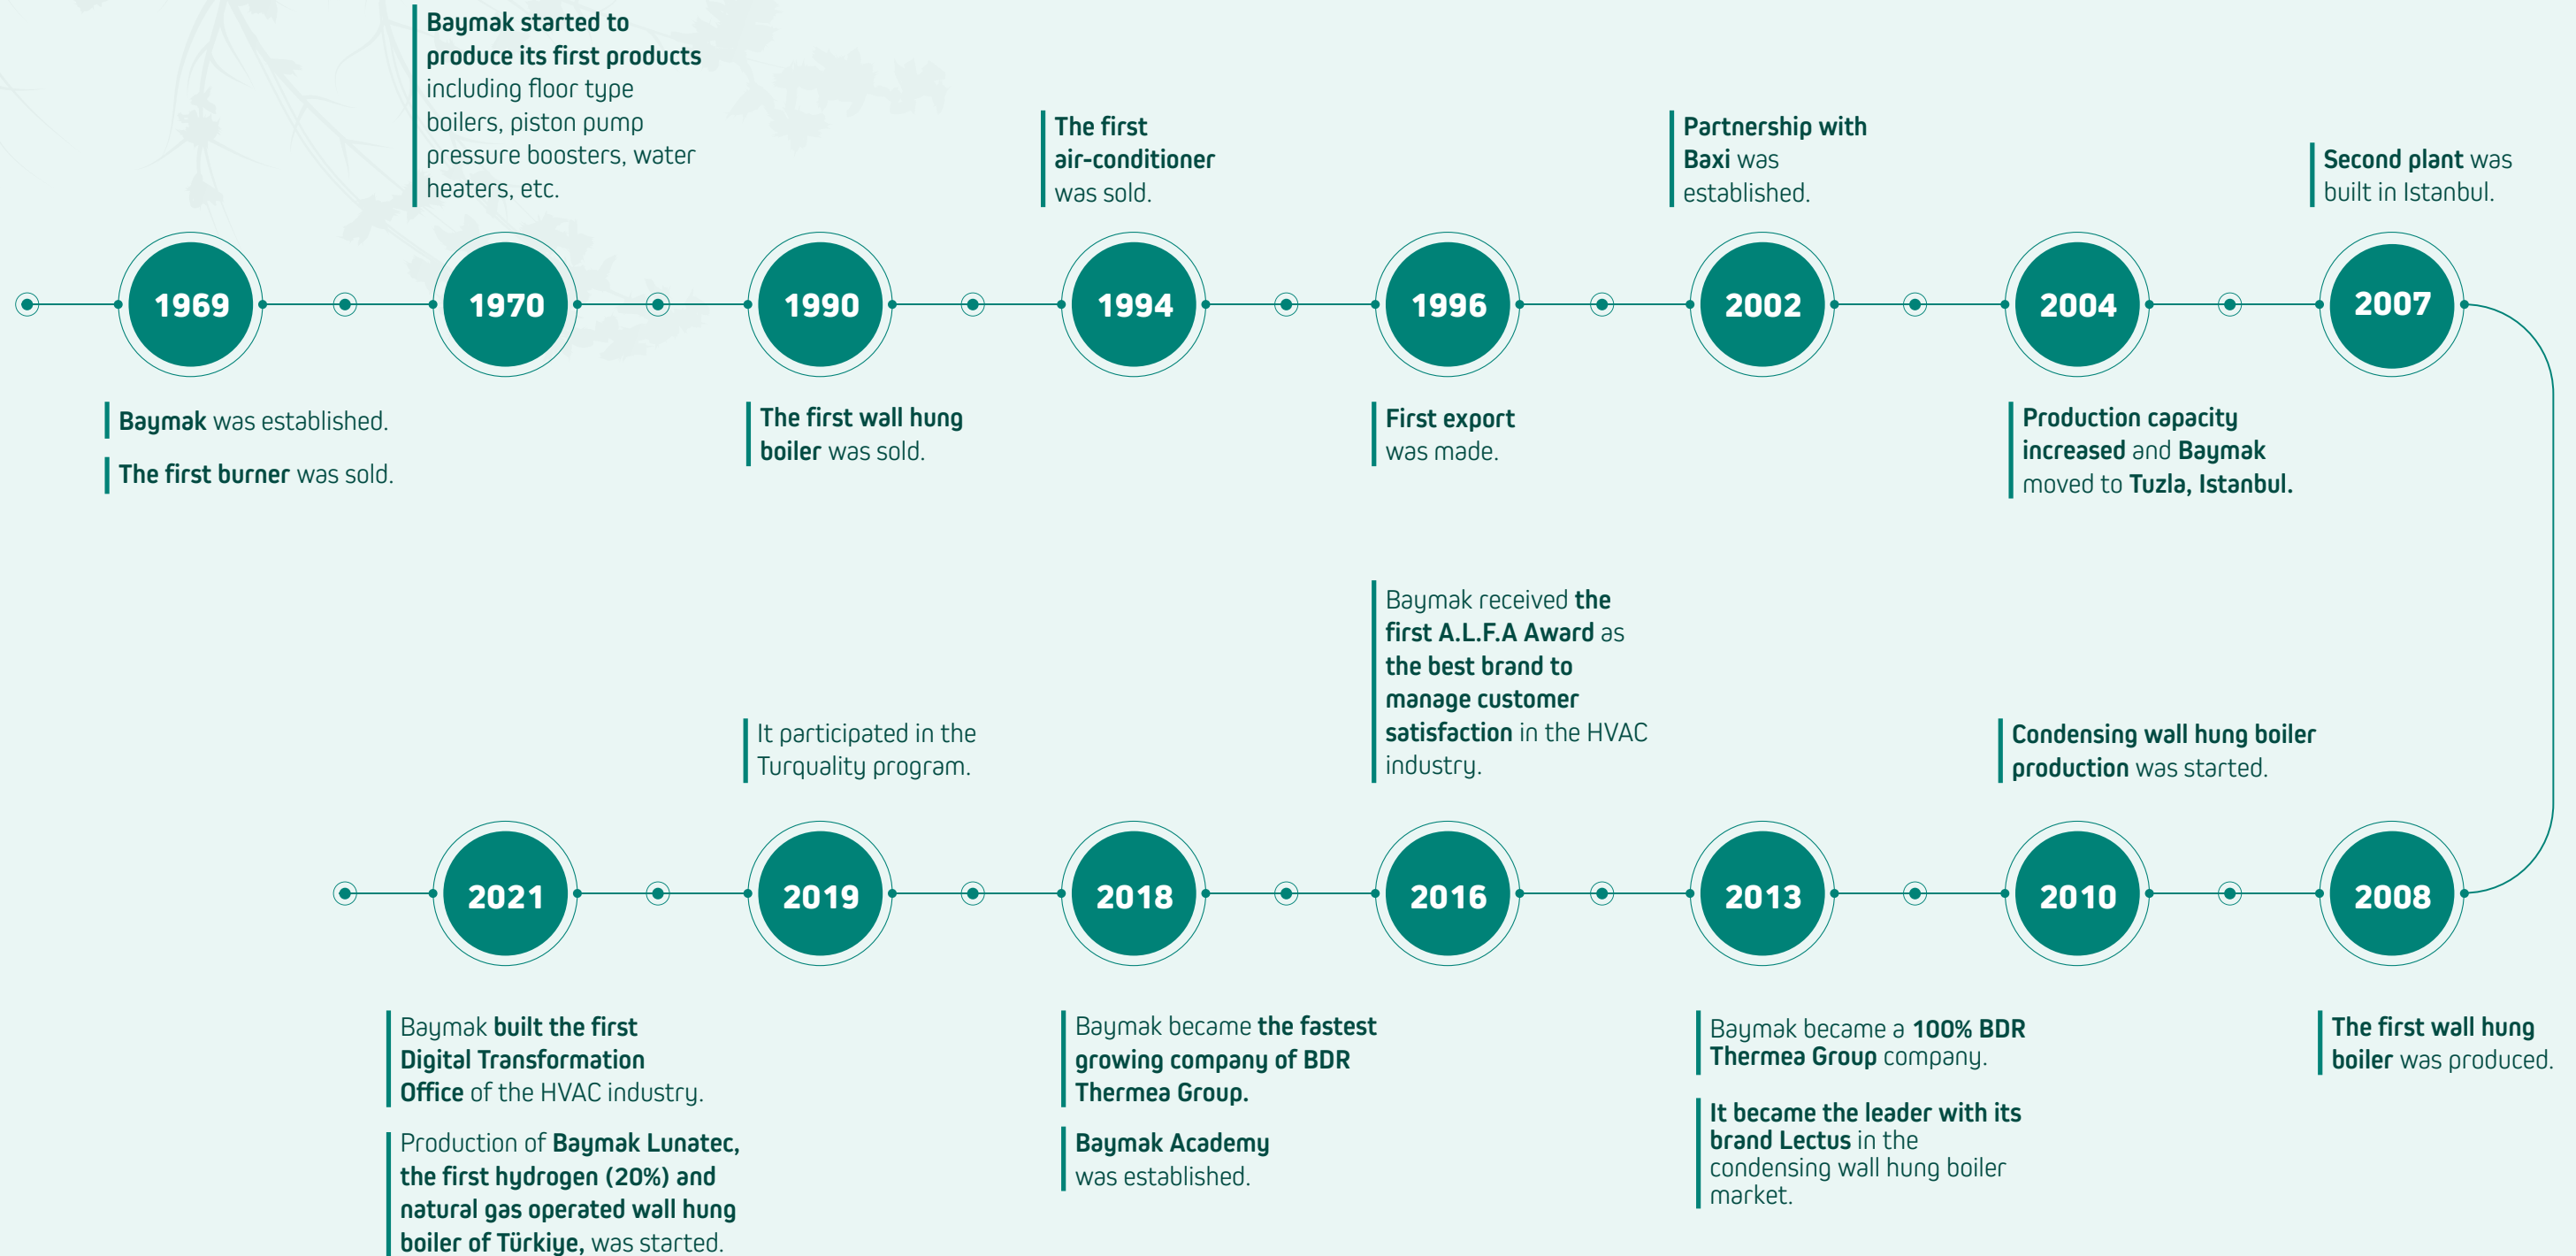 1969
Baymak was established.
The first burner was sold.
1970
Baymak started to
produce its first products
including floor type
boilers, piston pump
pressure boosters, water
heaters, etc.
1990
The first wall hung
boiler was sold.
1994
The first
air-conditioner
was sold.
1996
First export
was made.
2002
Partnership with
Baxi was
established.
2004
Production capacity
increased and Baymak
moved to Tuzla, Istanbul.
2007
Second plant was
built in Istanbul.
2008
The first wall hung
boiler was produced.
2010
Condensing wall hung boiler
production was started.
2013
Baymak became a 100% BDR
Thermea Group company.
It became the leader with its
brand Lectus in the
condensing wall hung boiler
market.
2016
Baymak received the
first A.L.F.A Award as
the best brand to
manage customer
satisfaction in the HVAC
industry.
2018
Baymak became the fastest
growing company of BDR
Thermea Group.
Baymak Academy
was established.
2019
It participated in the
Turquality program.
2021
Baymak built the first
Digital Transformation
Office of the HVAC industry.
Production of Baymak Lunatec,
the first hydrogen (20%) and
natural gas operated wall hung
boiler of Türkiye, was started.